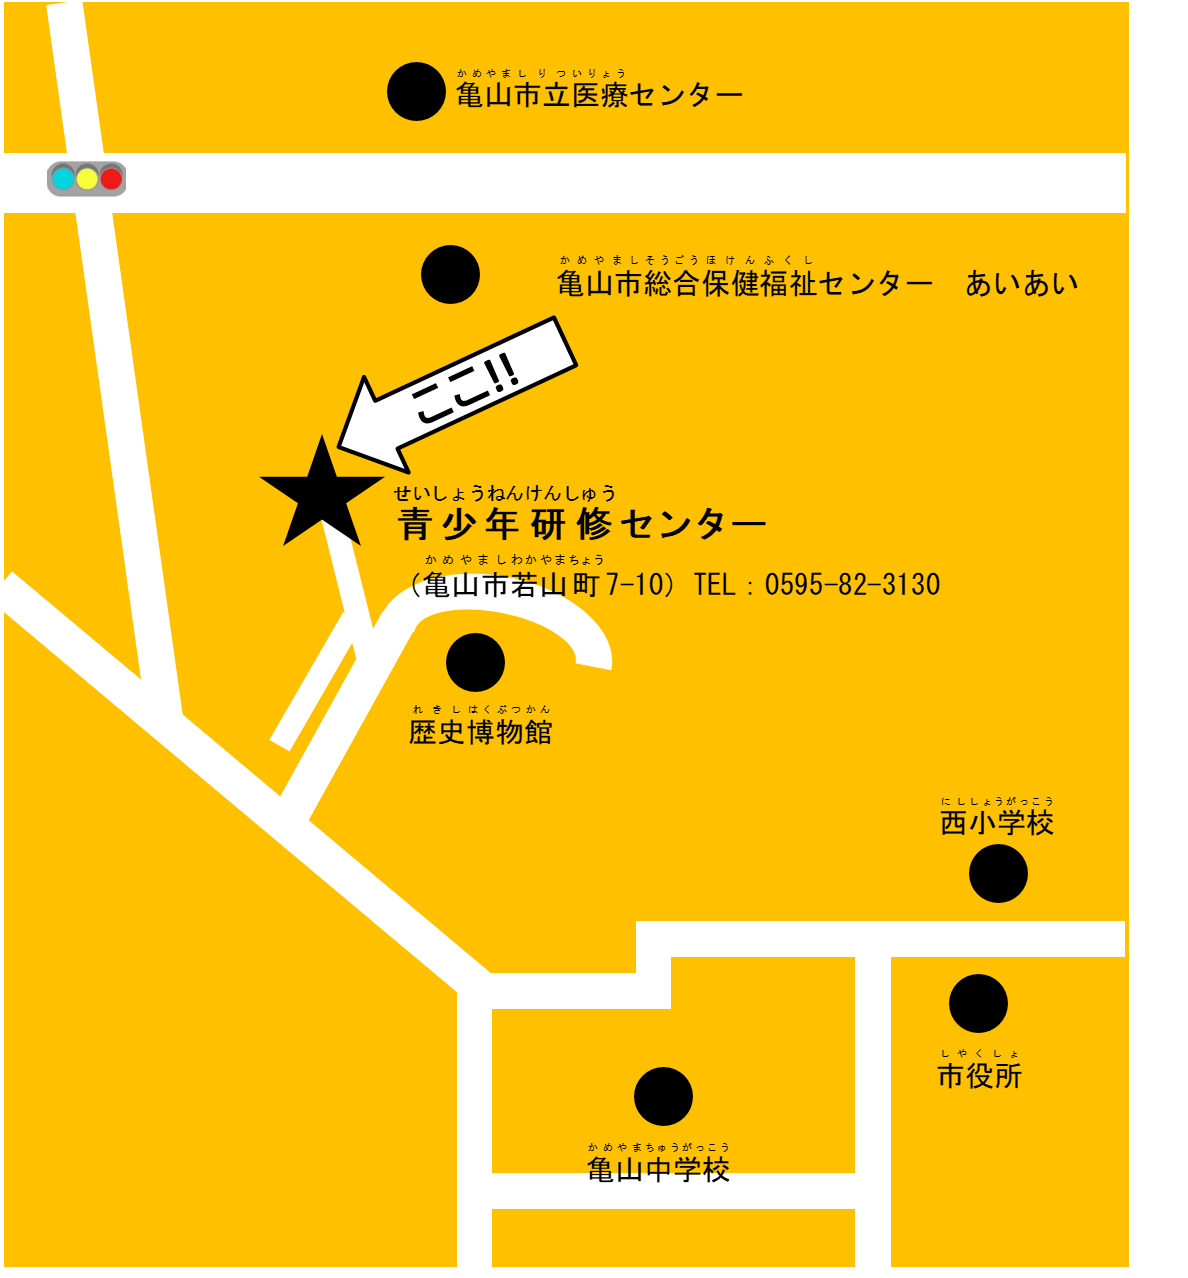 かめやましりついりょう
亀山市立医療センター
かめやましそうごうほけんふくし
亀山市総合保健福祉センター　あいあい
ここ!!
せいしょうねんけんしゅう
青少年研修センター
かめやましわかやまちょう
（亀山市若山町7-10）TEL：0595-82-3130
れきしはくぶつかん
歴史博物館
にししょうがっこう
西小学校
しやくしょ
市役所
かめやまちゅうがっこう
亀山中学校